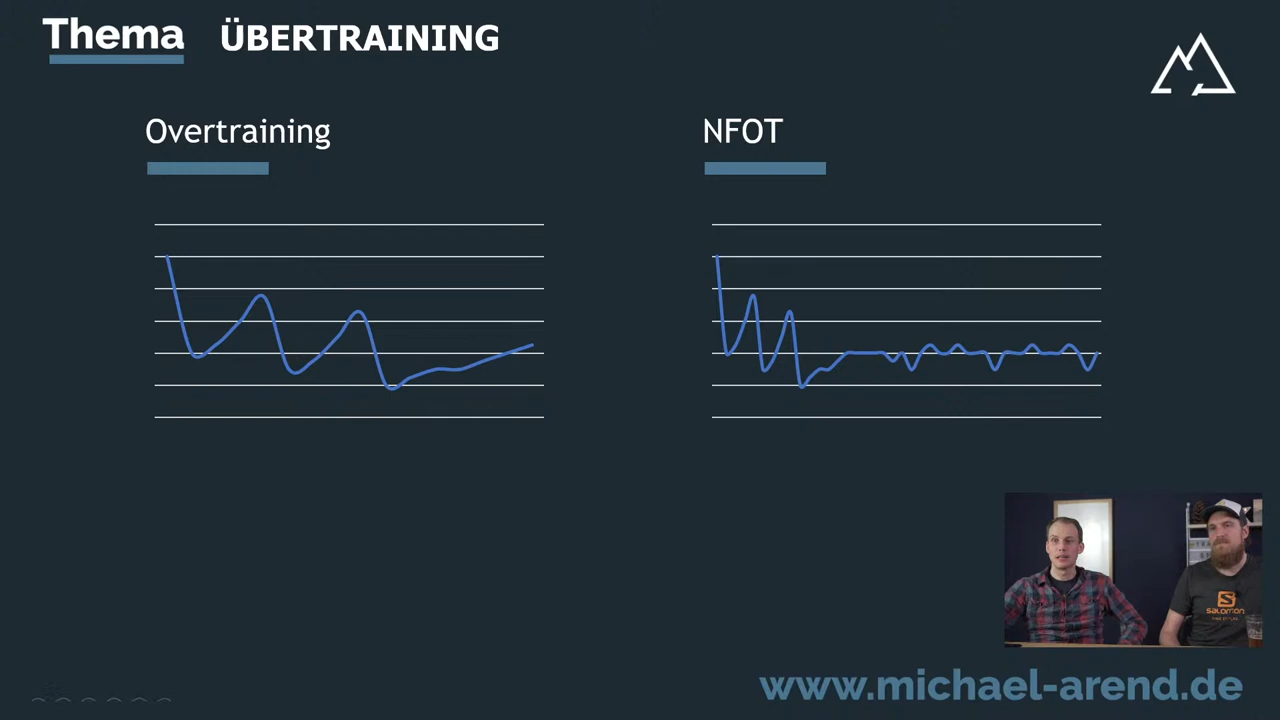 Thema ÜBERTRAINING
Overtraining
NFOT
SALOMON
www.michael-arend.de